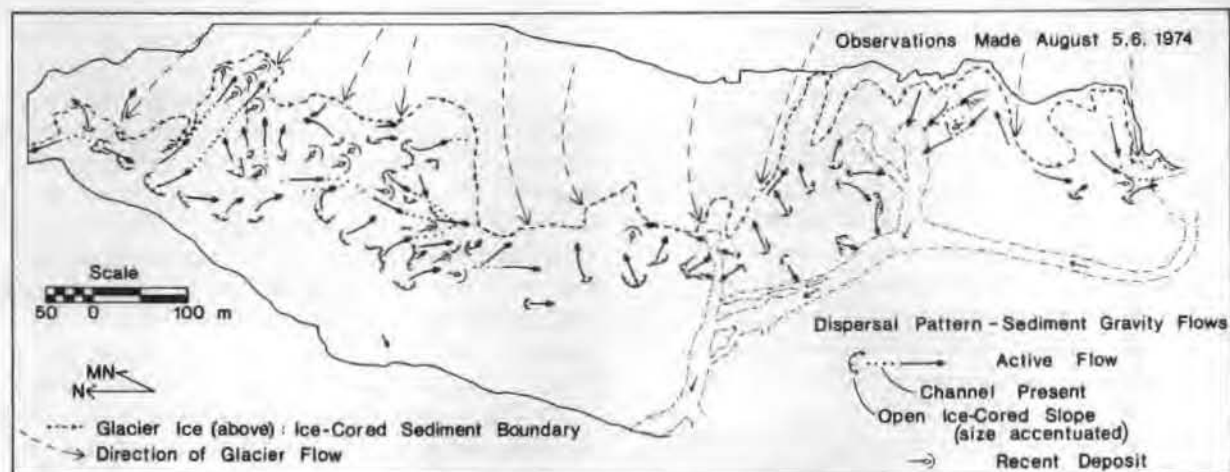 Observations Made August 5,6, 1974
Scale
50 0 100 m
MN
N
Glacier Ice (above) : Ice-Cored Sediment Boundary
Direction of Glacier Flow
Dispersal Pattern - Sediment Gravity Flows
Active Flow
Channel Present
Open Ice-Cored Slope
(size accentuated)
Recent Deposit